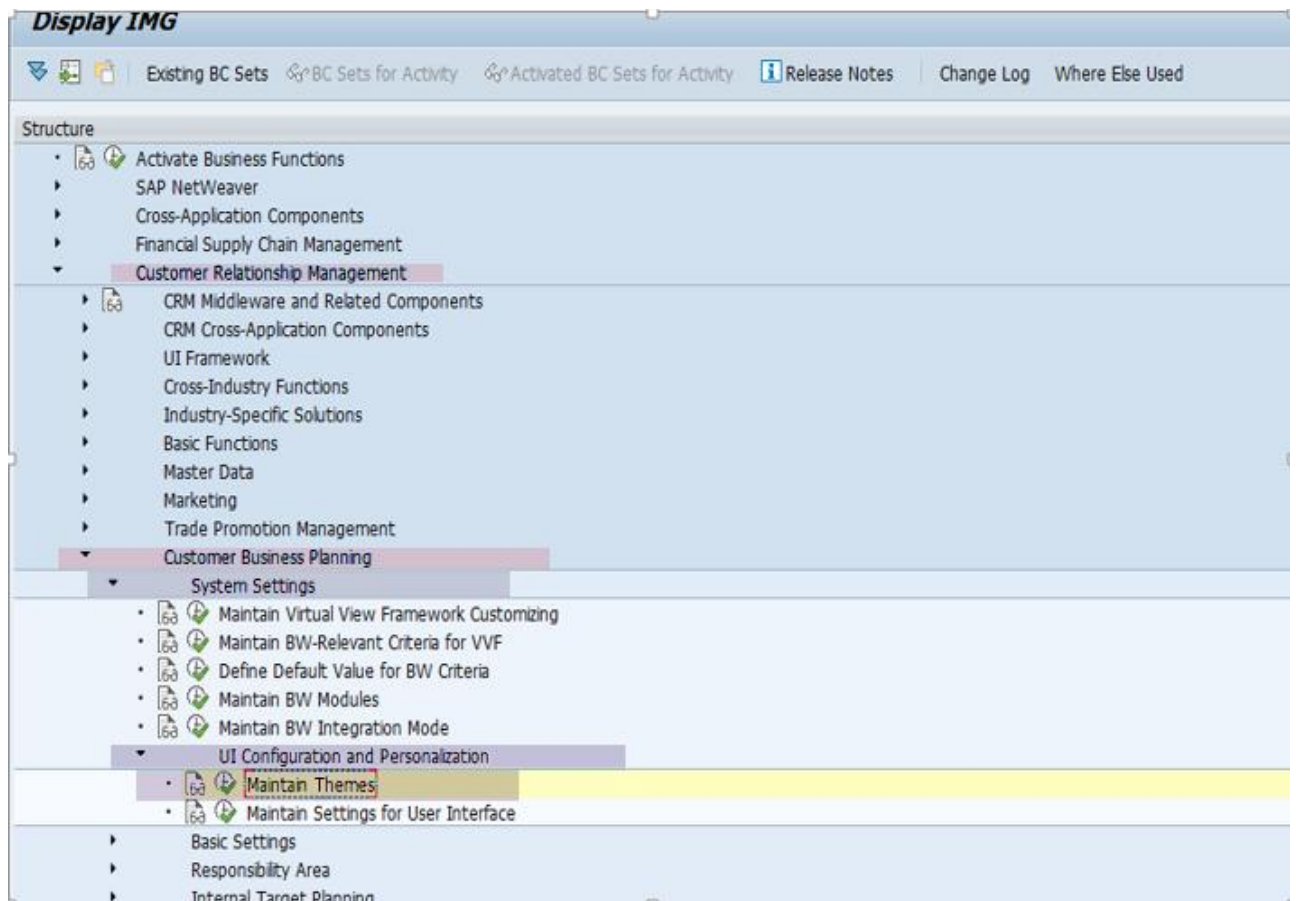 Display IMG
Existing BC Sets BC Sets for Activity Activated BC Sets for Activity Release Notes Change Log Where Else Used
Structure
Activate Business Functions
SAP NetWeaver
Cross-Application Components
Financial Supply Chain Management
Customer Relationship Management
CRM Middleware and Related Components
CRM Cross-Application Components
UI Framework
Cross-Industry Functions
Industry-Specific Solutions
Basic Functions
Master Data
Marketing
Trade Promotion Management
Customer Business Planning
System Settings
Maintain Virtual View Framework Customizing
Maintain BW-Relevant Criteria for VVF
Define Default Value for BW Criteria
Maintain BW Modules
Maintain BW Integration Mode
UI Configuration and Personalization
Maintain Themes
Maintain Settings for User Interface
Basic Settings
Responsibility Area
Internal Target Planning